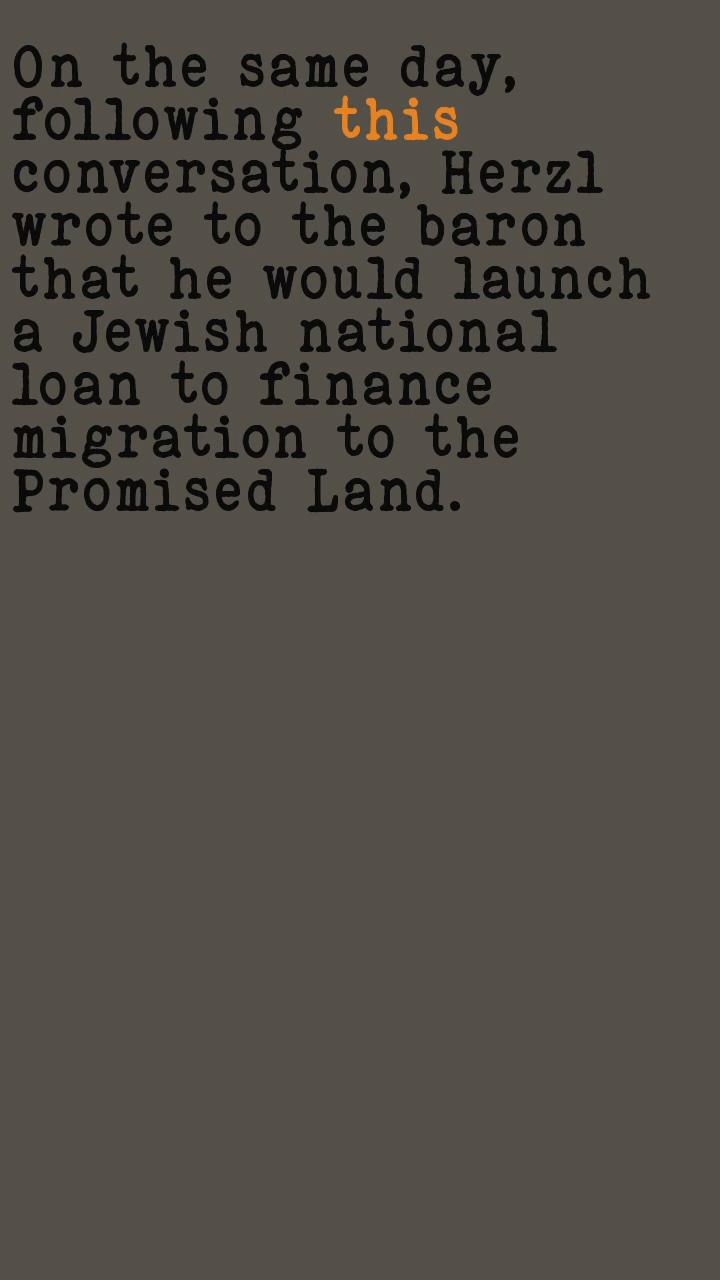 On the same day,
following this
conversation, Herzl
wrote to the baron
that he would launch
a Jewish national
loan to finance
migration to the
Promised Land.